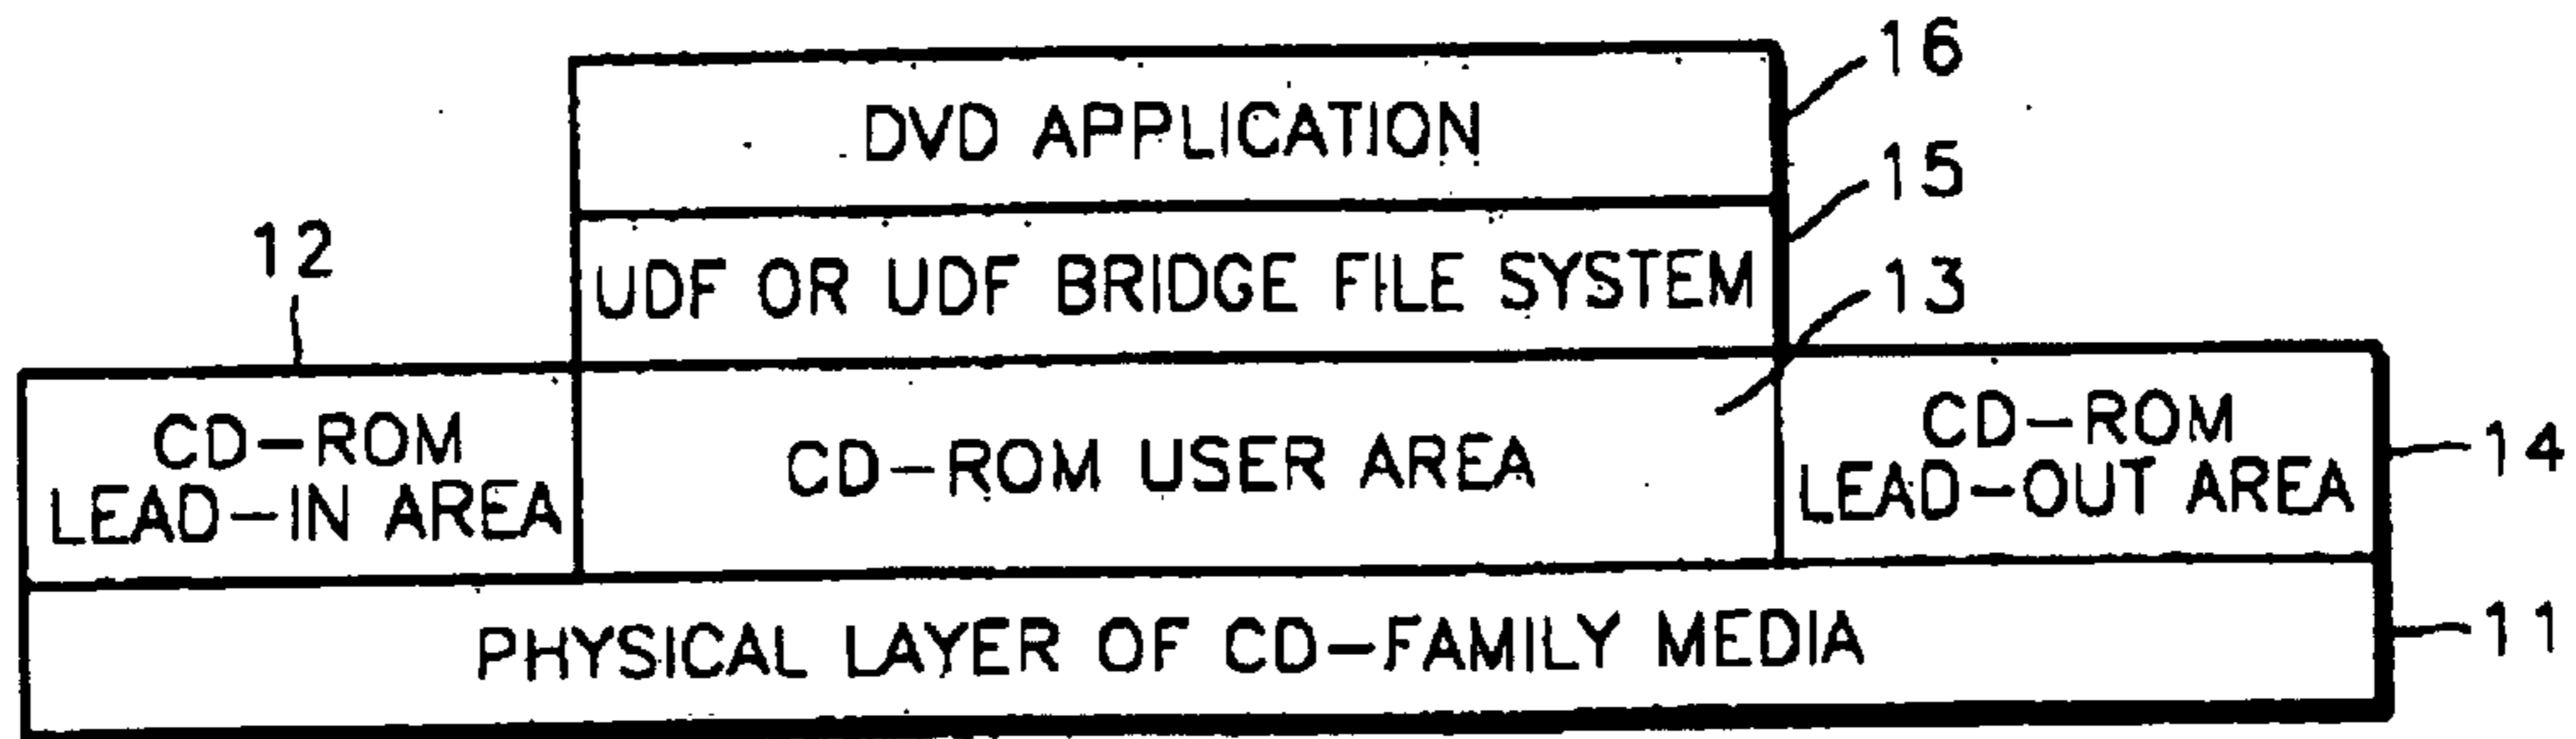 16
DVD APPLICATION
15
UDF OR UDF BRIDGE FILE SYSTEM
12
13
CD-ROM
LEAD-IN AREA
CD-ROM USER AREA
CD-ROM
LEAD-OUT AREA
14
PHYSICAL LAYER OF CD-FAMILY MEDIA
11